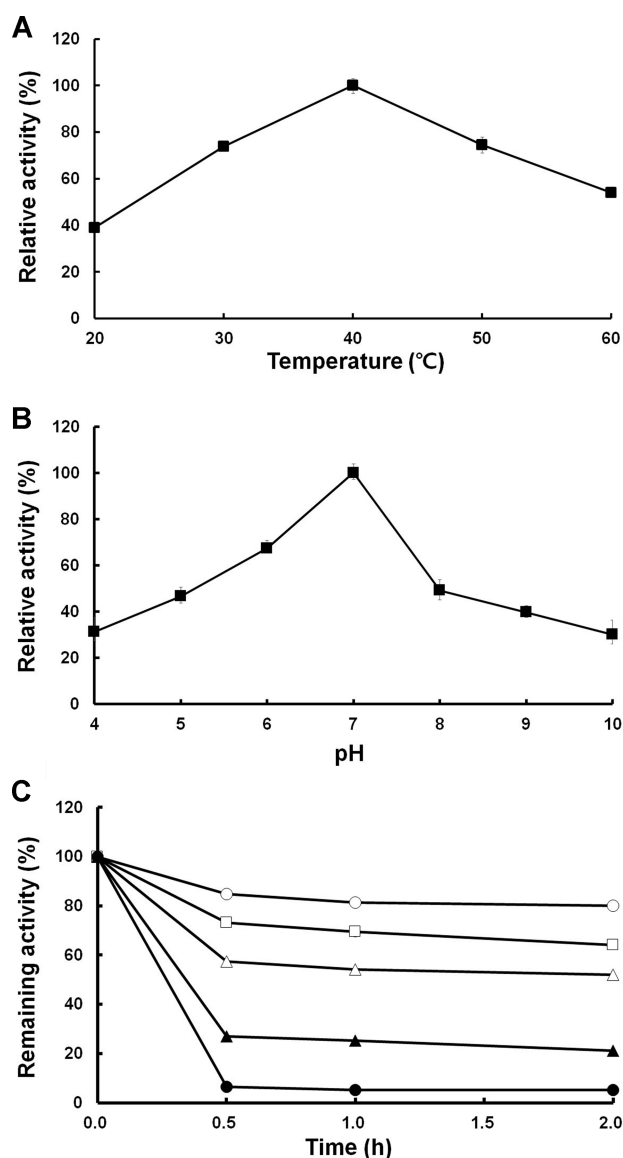 A
Relative activity (%)
120
100
80
60
40
20
0
20 30 40 50 60
Temperature (℃)
B
Relative activity (%)
120
100
80
60
40
20
0
4 5 6 7 8 9 10
pH
C
Remaining activity (%)
120
100
80
60
40
20
0
0.0 0.5 1.0 1.5 2.0
Time (h)